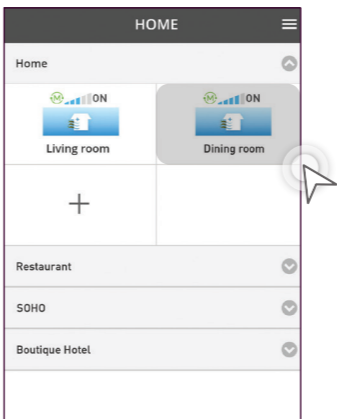 HOME
Home
M ON M ON
Living room Dining room
+
Restaurant
SOHO
Boutique Hotel